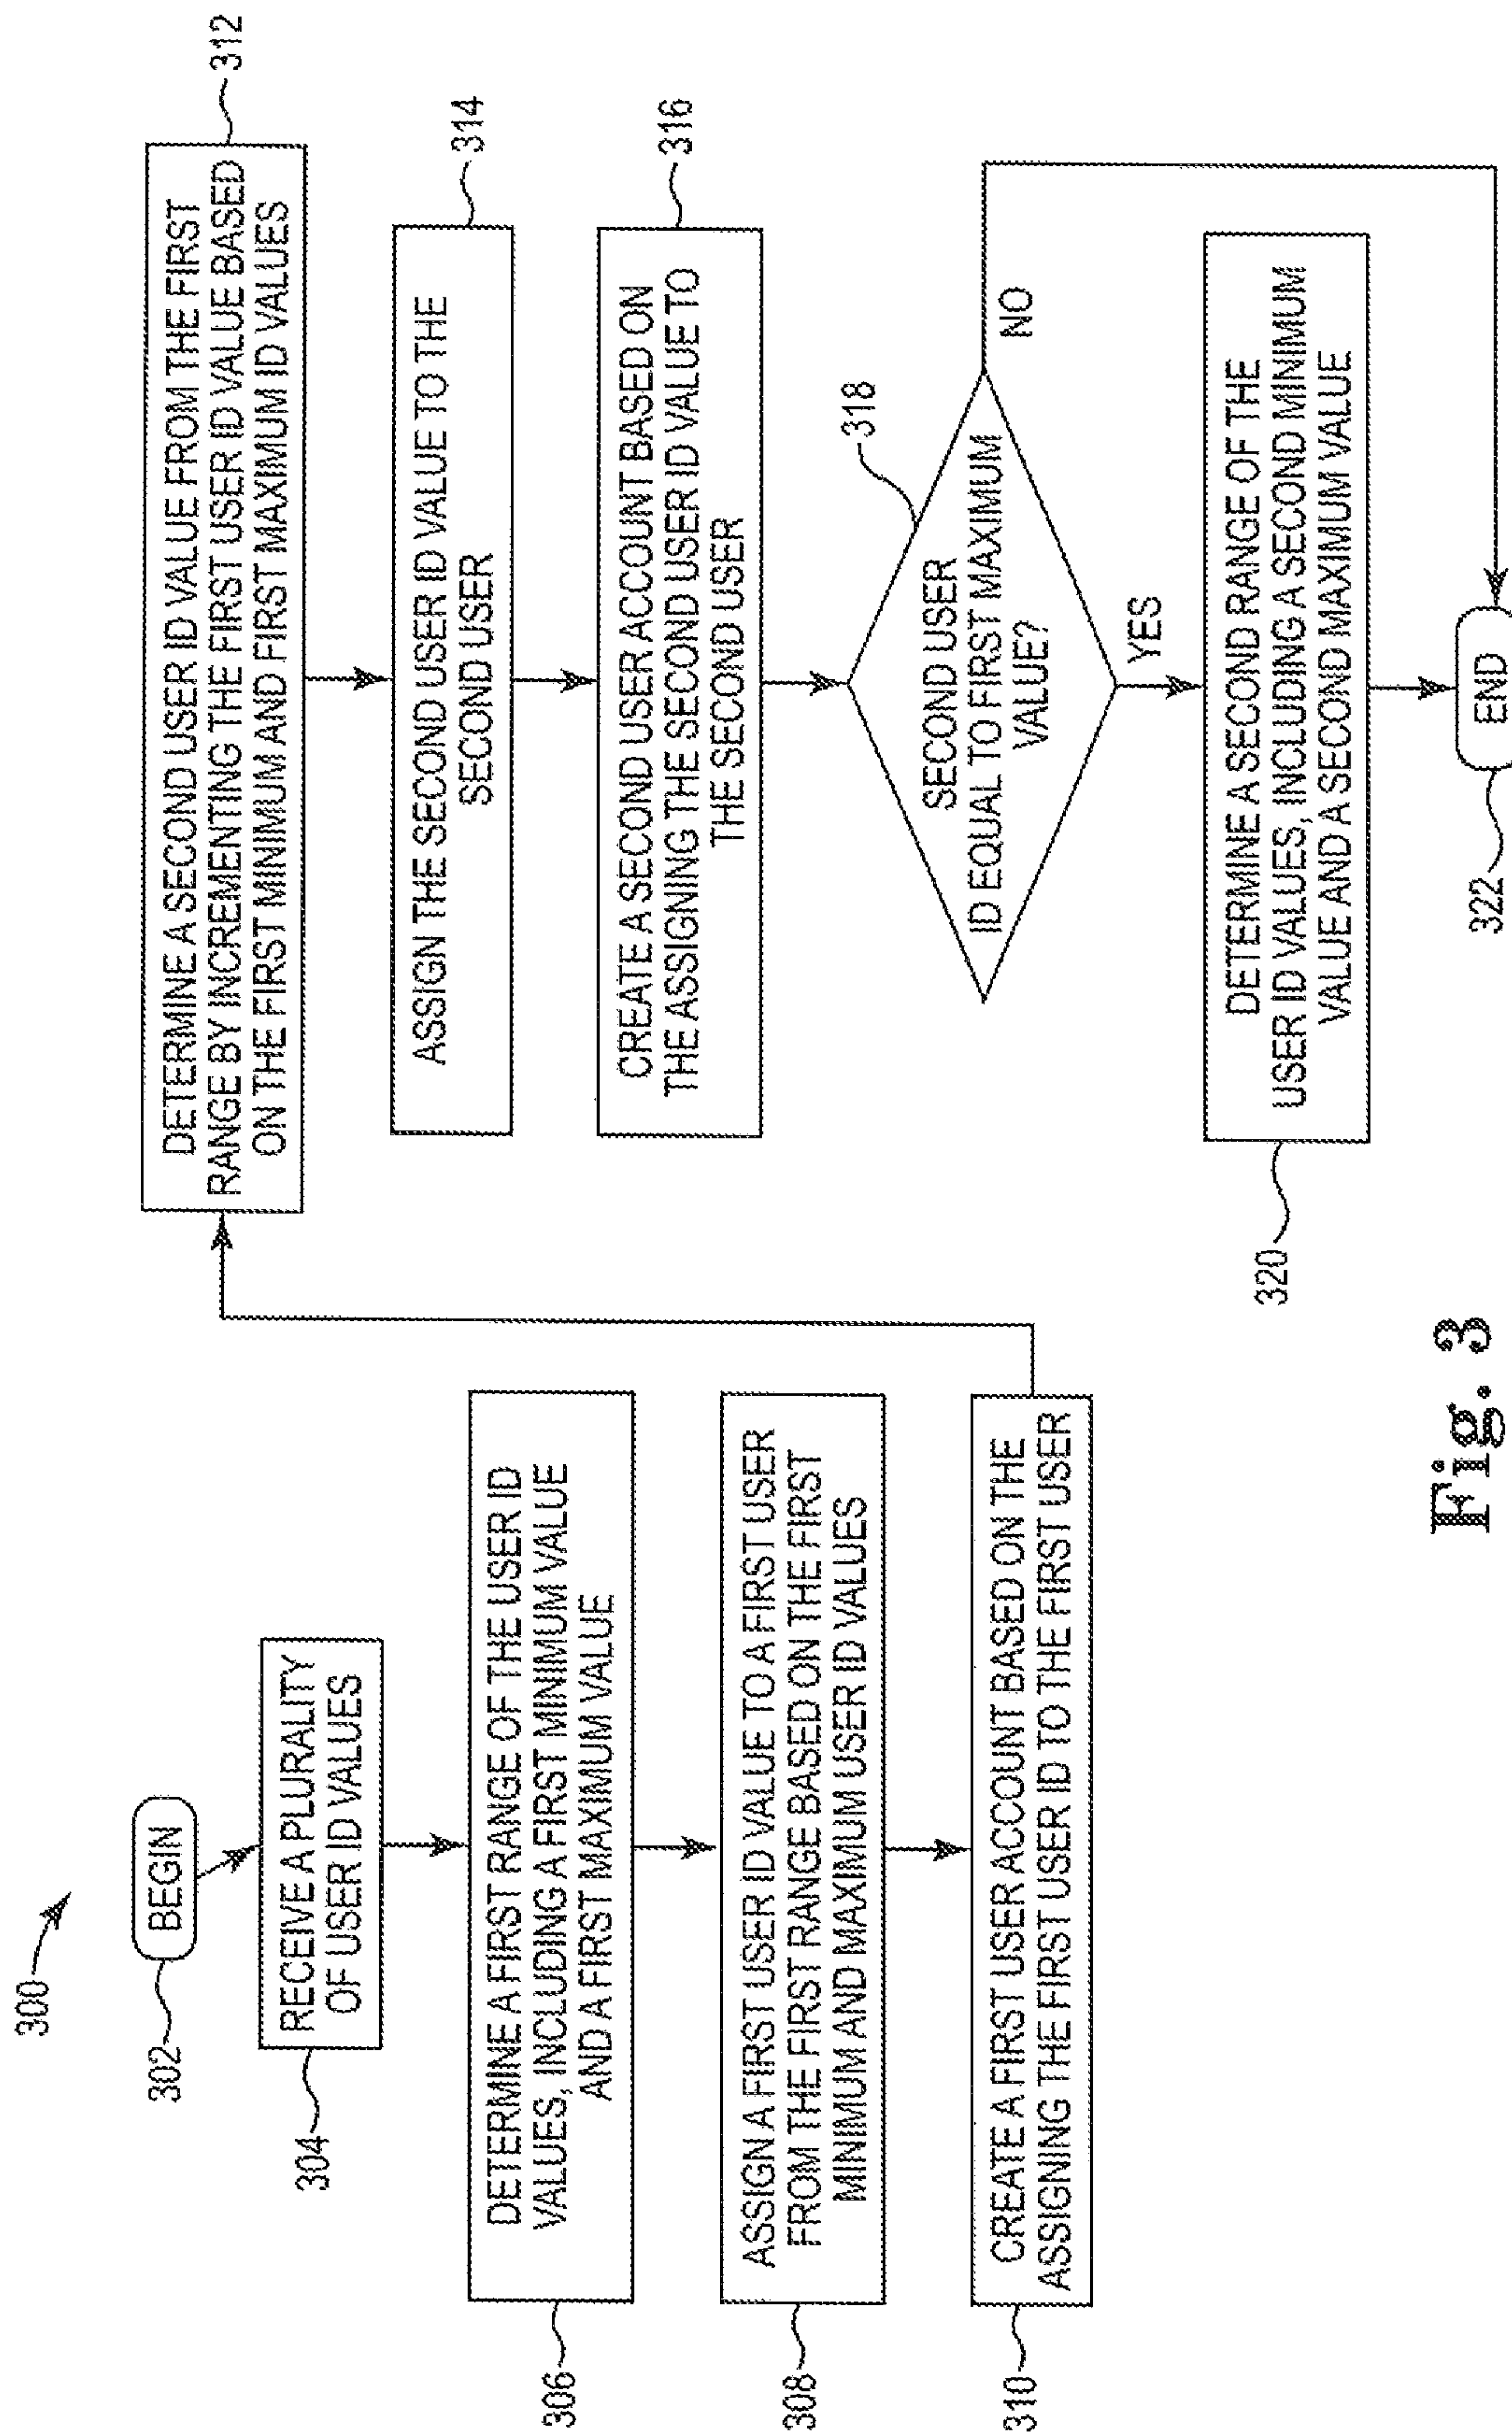 300
302
BEGIN
304
RECEIVE A PLURALITY
OF USER ID VALUES
306
DETERMINE A FIRST RANGE OF THE USER ID
VALUES, INCLUDING A FIRST MINIMUM VALUE
AND A FIRST MAXIMUM VALUE
308
ASSIGN A FIRST USER ID VALUE TO A FIRST USER
FROM THE FIRST RANGE BASED ON THE FIRST
MINIMUM AND MAXIMUM USER ID VALUES
310
CREATE A FIRST USER ACCOUNT BASED ON THE
ASSIGNING THE FIRST USER ID TO THE FIRST USER
312
DETERMINE A SECOND USER ID VALUE FROM THE FIRST
RANGE BY INCREMENTING THE FIRST USER ID VALUE BASED
ON THE FIRST MINIMUM AND FIRST MAXIMUM ID VALUES
314
ASSIGN THE SECOND USER ID VALUE TO THE
SECOND USER
316
CREATE A SECOND USER ACCOUNT BASED ON
THE ASSIGNING THE SECOND USER ID VALUE TO
THE SECOND USER
318
SECOND USER
ID EQUAL TO FIRST MAXIMUM
VALUE?
NO
YES
320
DETERMINE A SECOND RANGE OF THE
USER ID VALUES, INCLUDING A SECOND MINIMUM
VALUE AND A SECOND MAXIMUM VALUE
322
END
Fig. 3